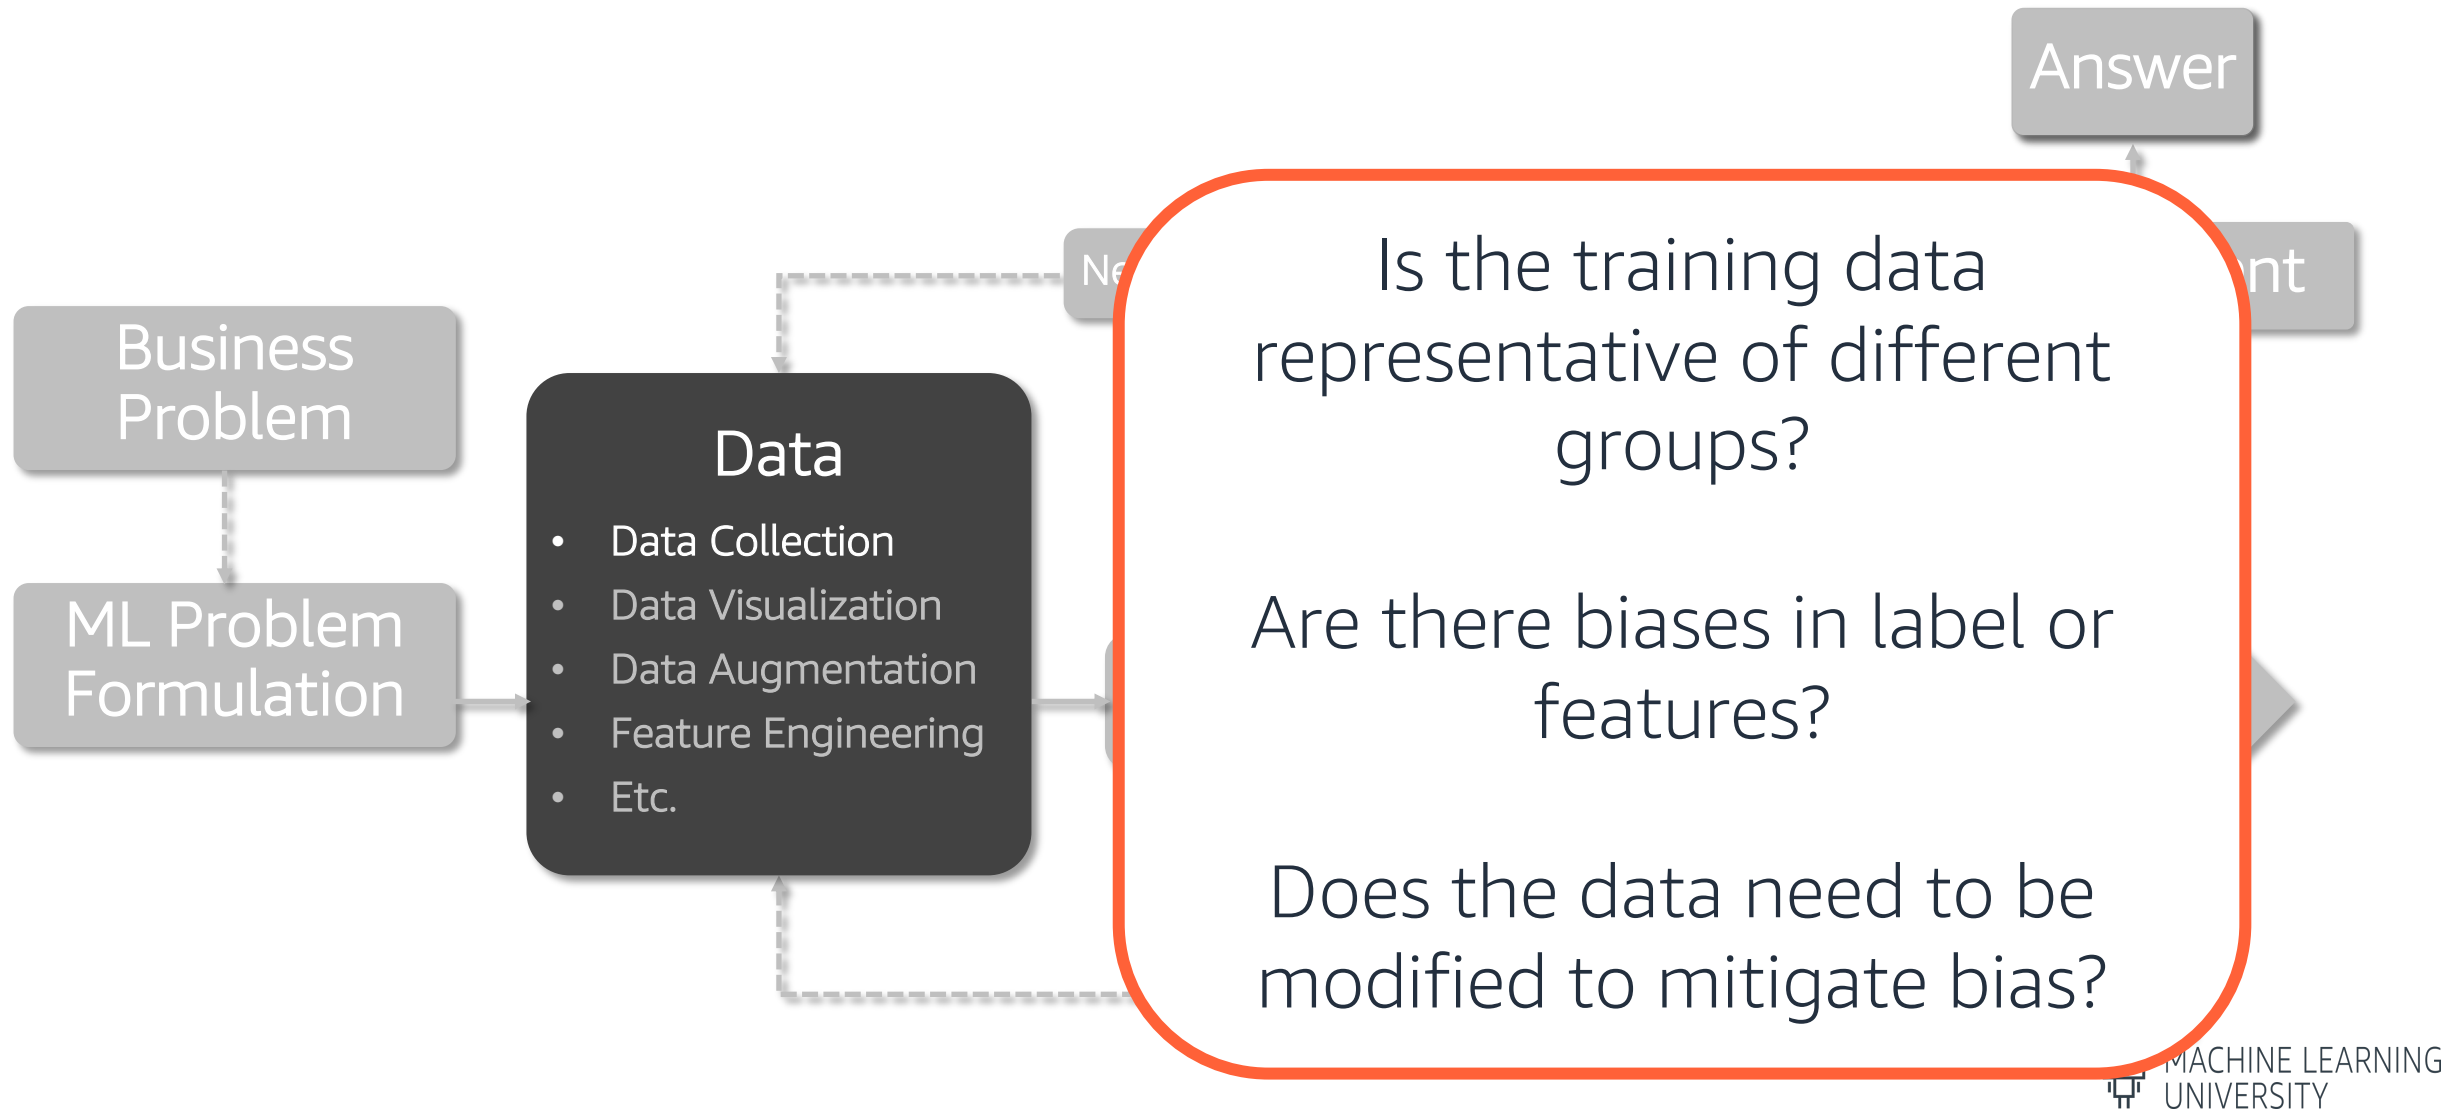 Answer
Business
Problem
ML Problem
Formulation
Data
• Data Collection
• Data Visualization
• Data Augmentation
• Feature Engineering
• Etc.
Is the training data
representative of different
groups?
Are there biases in label or
features?
Does the data need to be
modified to mitigate bias?
MACHINE LEARNING
UNIVERSITY